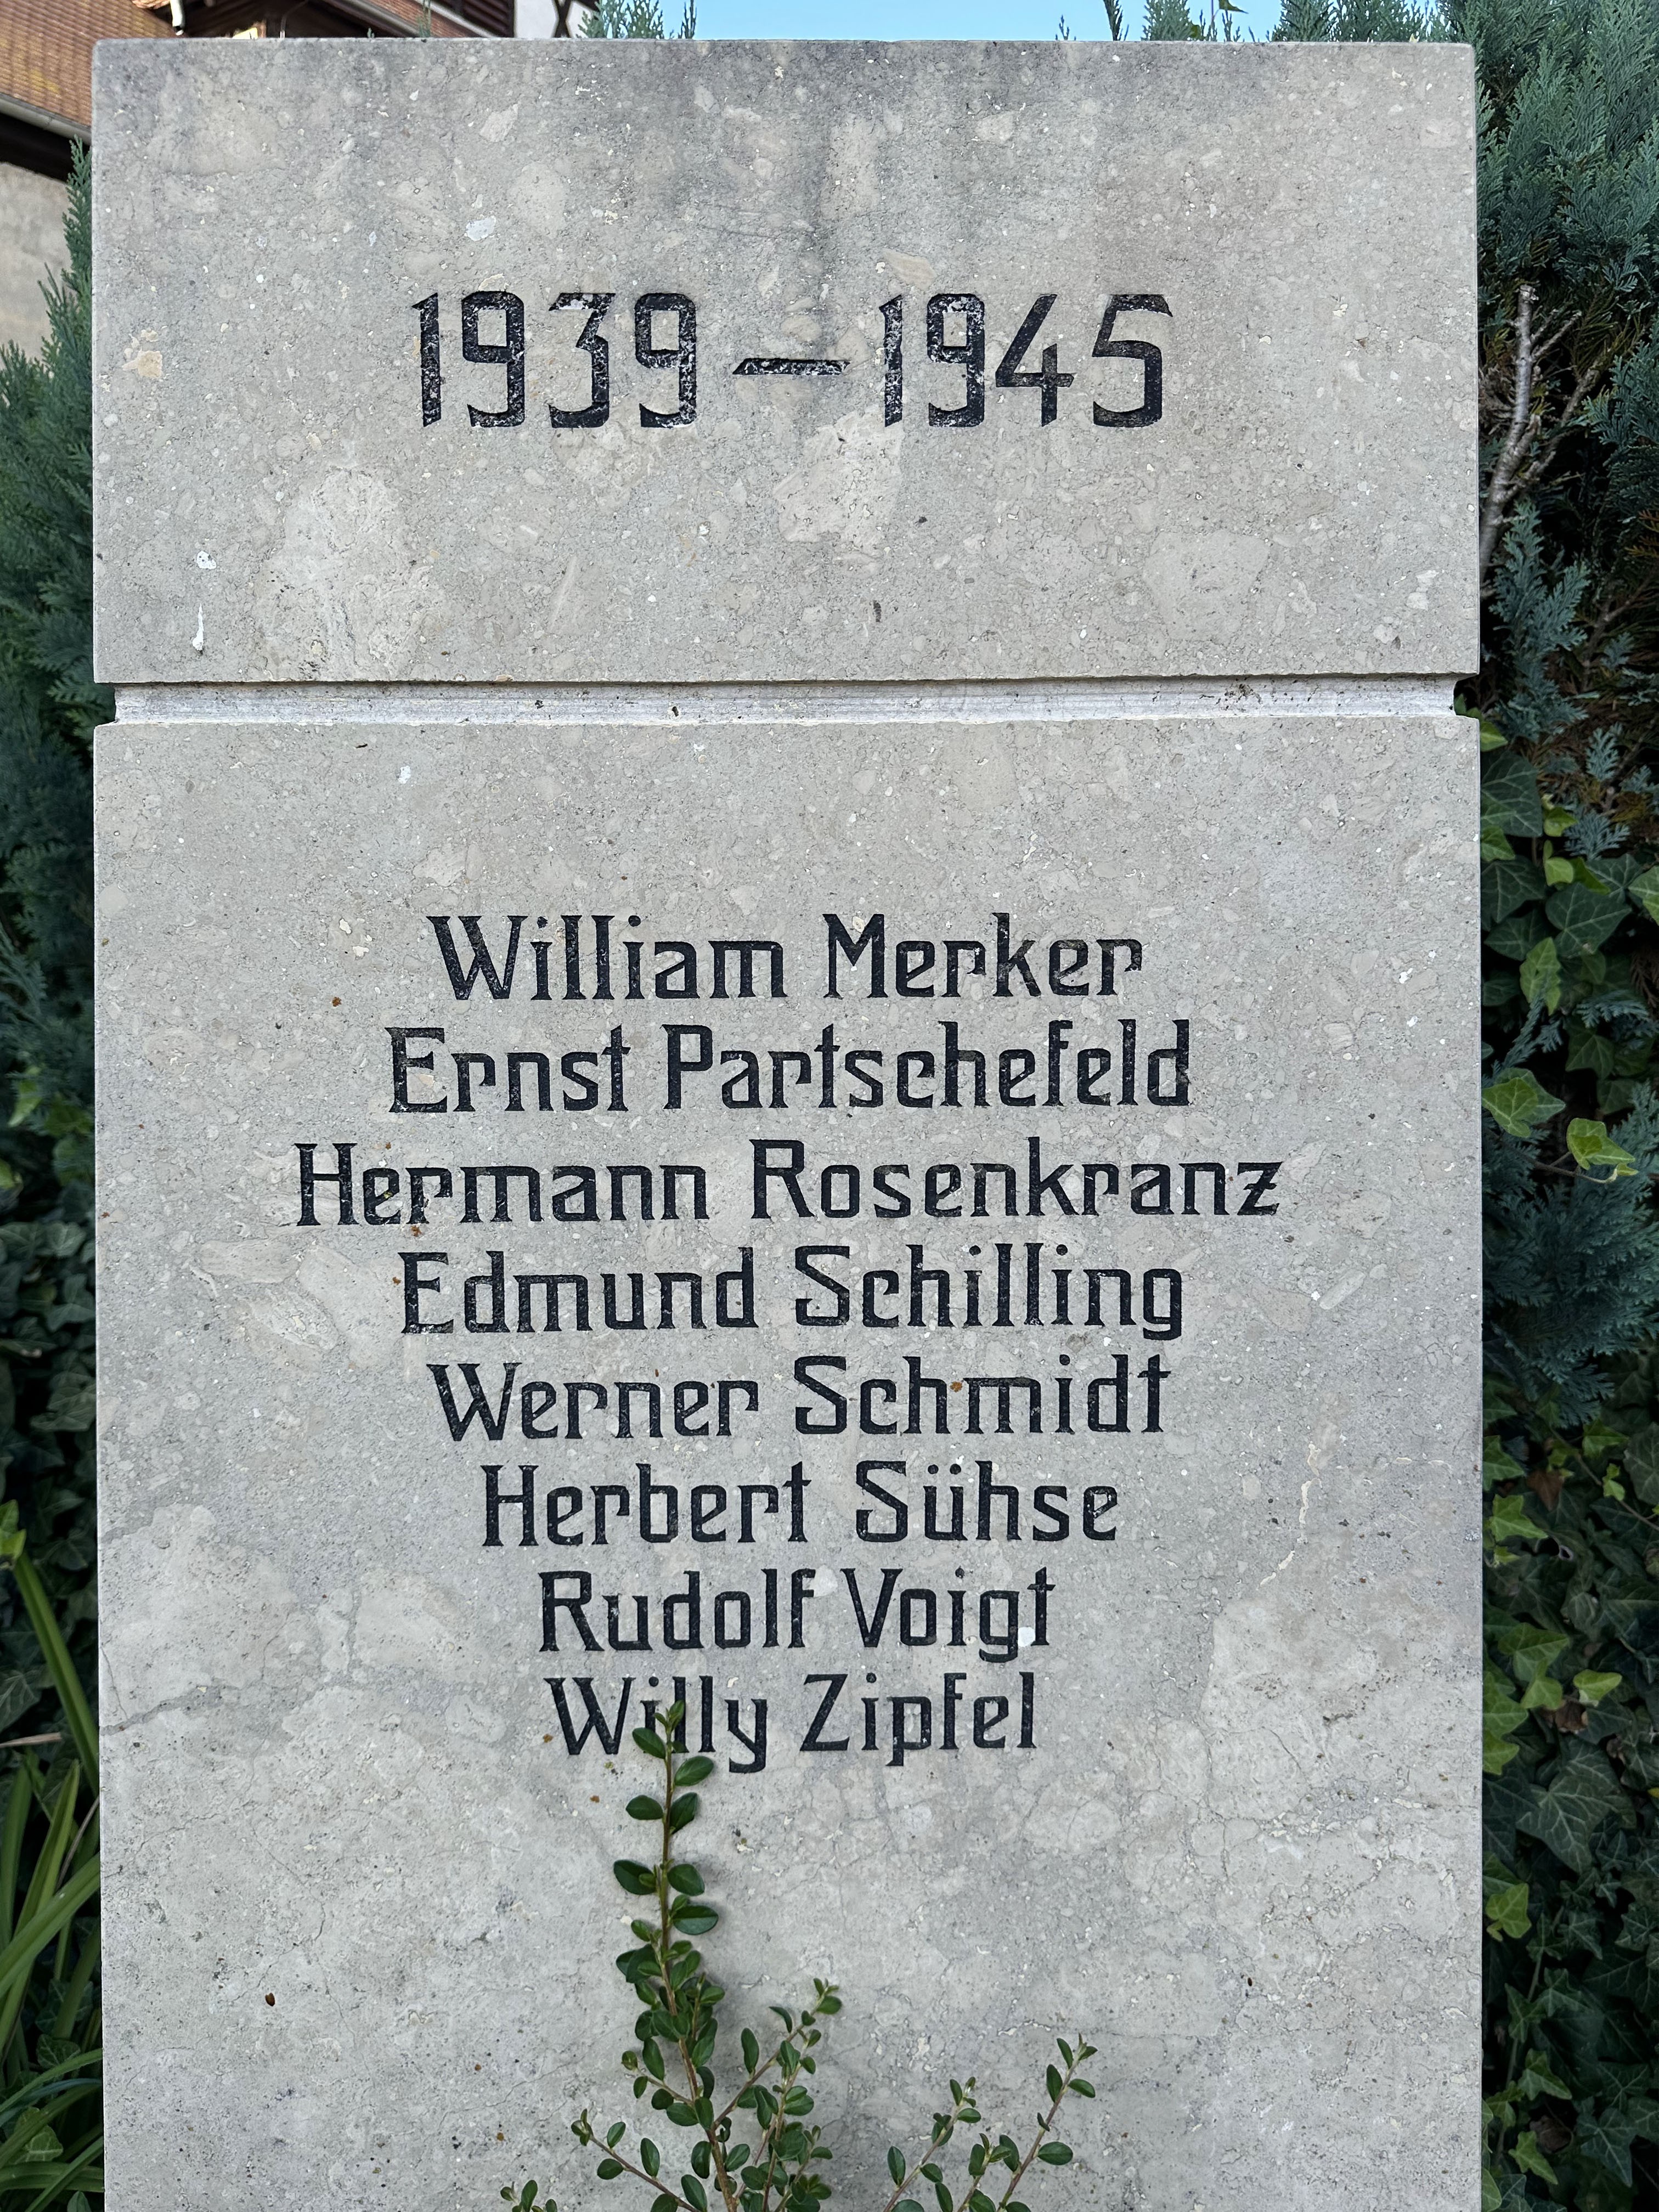 1939 – 1945
William Merker
Ernst Partschefeld
Hermann Rosenkranz
Edmund Schilling
Werner Schmidt
Herbert Sühse
Rudolf Voigt
Willy Zipfel